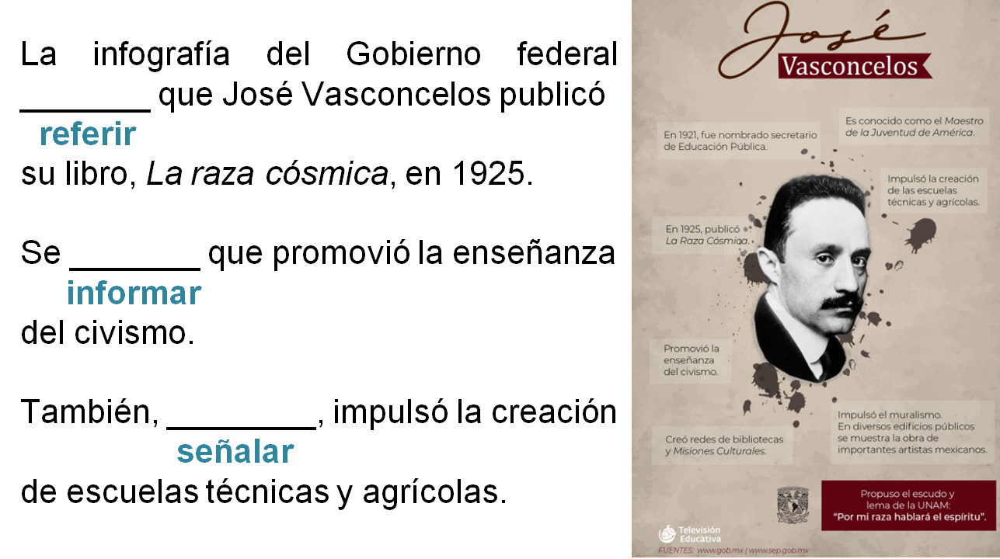 La infografía del Gobierno federal
_______ que José Vasconcelos publicó
referir
su libro, La raza cósmica, en 1925.
Se _______ que promovió la enseñanza
informar
del civismo.
También, ________, impulsó la creación
señalar
de escuelas técnicas y agrícolas.
José
Vasconcelos
En 1921, fue nombrado secretario
de Educación Pública.
Es conocido como el Maestro
de la Juventud de América.
Impulsó la creación
de las escuelas
técnicas y agrícolas.
En 1925, publicó
La Raza Cósmica.
Promovió la
enseñanza
del civismo.
Impulsó el muralismo.
En diversos edificios públicos
se muestra la obra de
importantes artistas mexicanos.
Creó redes de bibliotecas
y Misiones Culturales.
Propuso el escudo y
lema de la UNAM:
“Por mi raza hablará el espíritu”.
Televisión
Educativa
FUENTES: www.gob.mx | www.sep.gob.mx